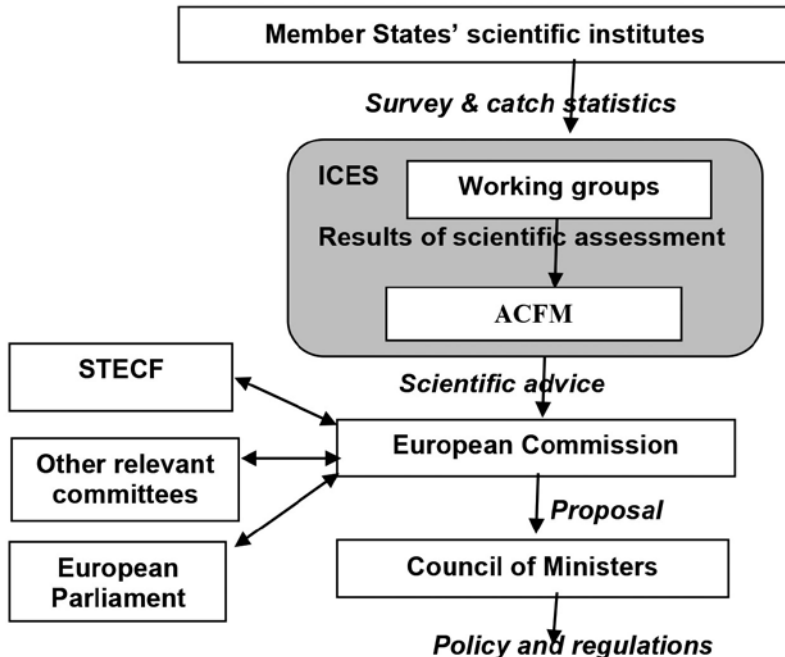 Member States' scientific institutes
Survey & catch statistics
ICES
Working groups
Results of scientific assessment
ACFM
Scientific advice
STECF
European Commission
Other relevant
committees
Proposal
European
Parliament
Council of Ministers
Policy and regulations